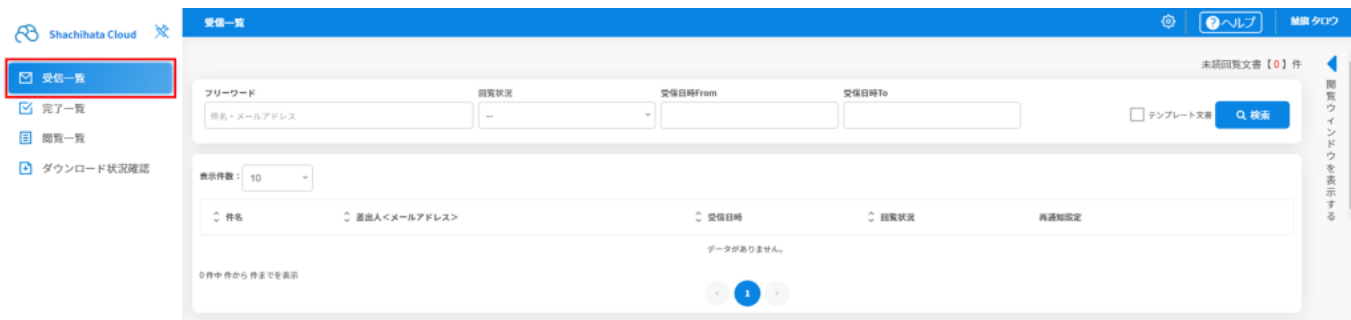 Shachihata Cloud
受信一覧
完了一覧
閲覧一覧
ダウンロード状況確認
受信一覧
ヘルプ
鯱旗 タロウ
未読回覧文書【0】件
フリーワード 回覧状況 受信日時From 受信日時To
件名・メールアドレス -- テンプレート文書 検索
表示件数： 10
件名 差出人<メールアドレス> 受信日時 回覧状況 再通知設定
データがありません。
0 件中 件から 件までを表示
1
閲覧ウィンドウを表示する